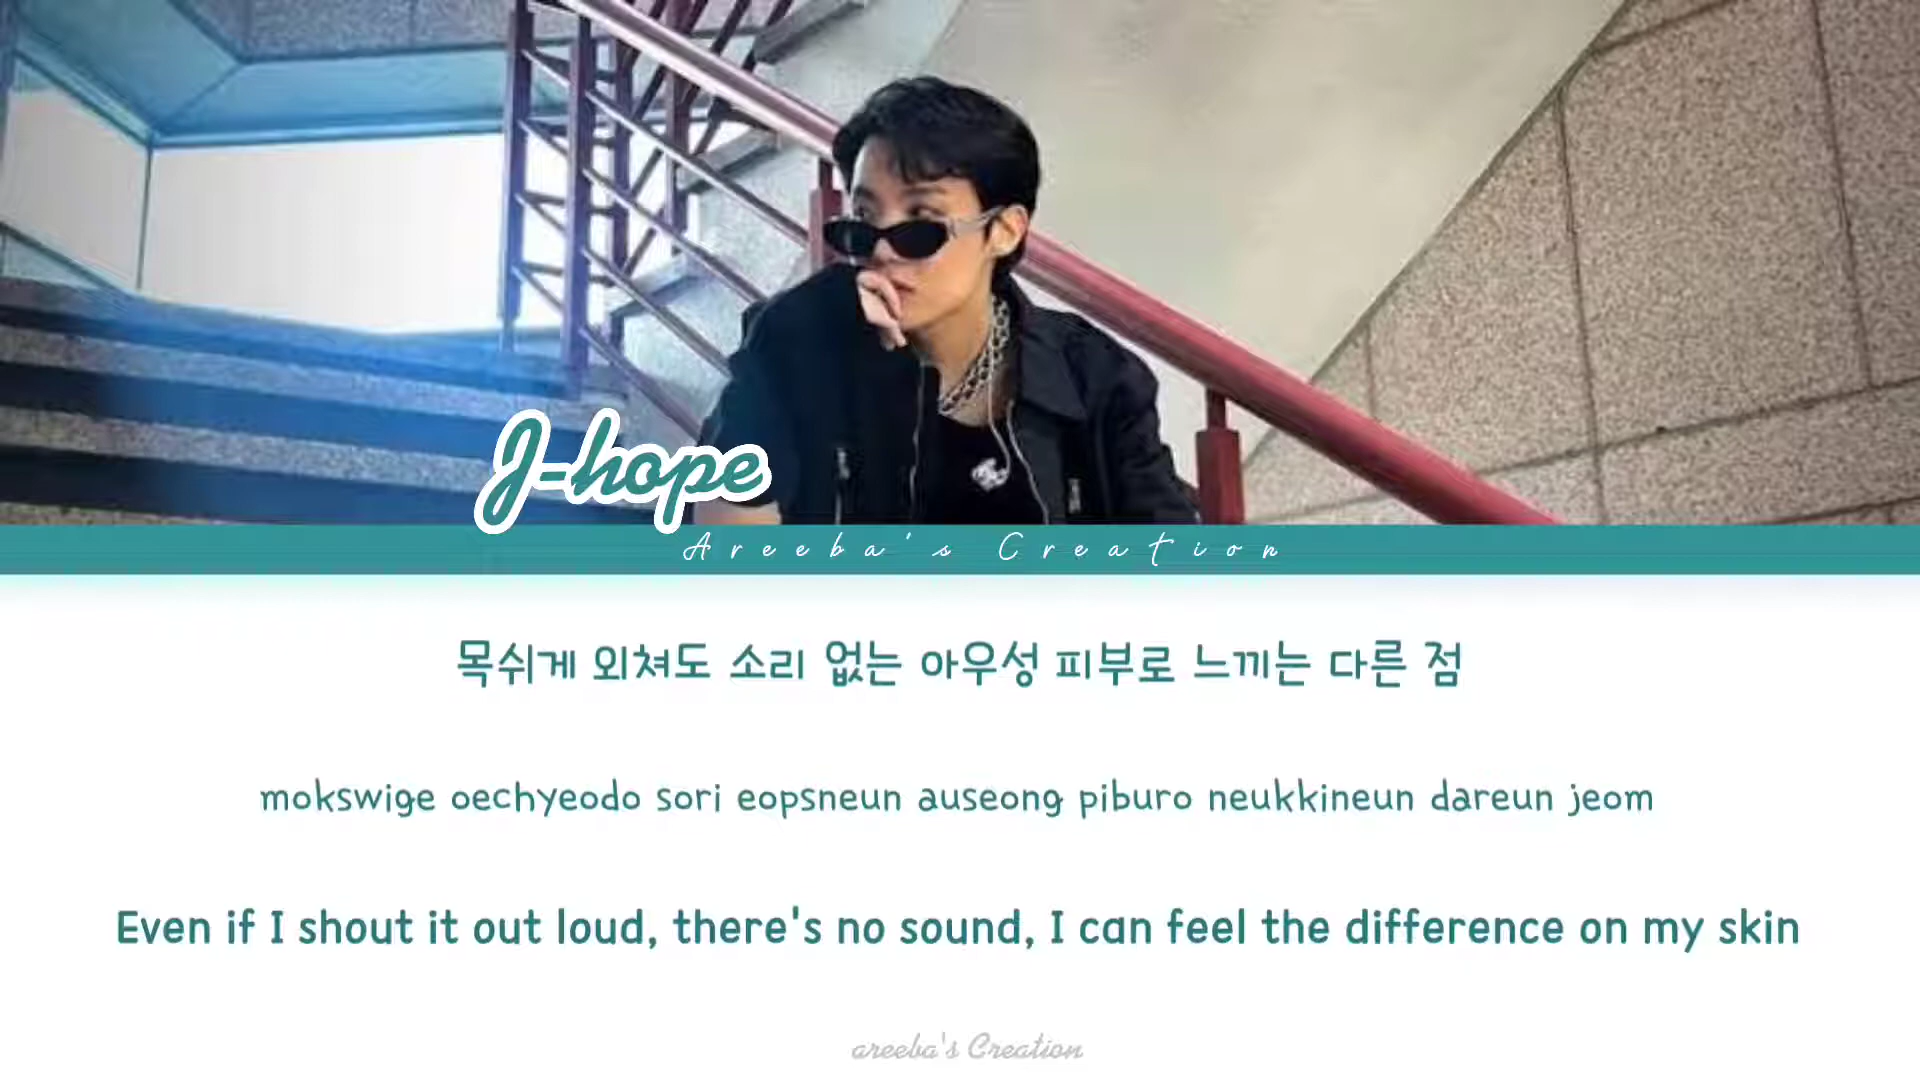 J-hope
Areeba's Creation
목쉬게 외쳐도 소리 없는 아우성 피부로 느끼는 다른 점
mokswige oechyeodo sori eopsneun auseong piburo neukkineun dareun jeom
Even if I shout it out loud, there's no sound, I can feel the difference on my skin
areeba's Creation